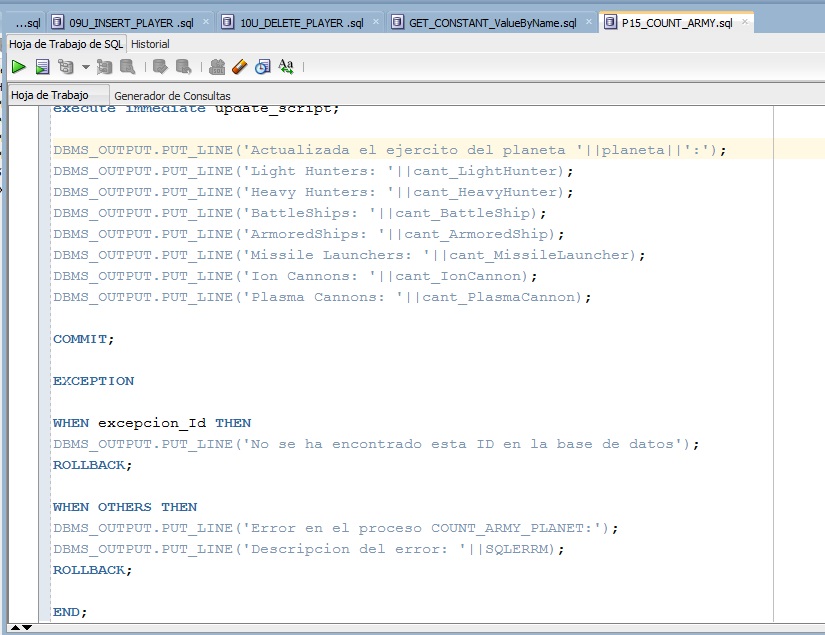 ...sql 09U_INSERT_PLAYER .sql 10U_DELETE_PLAYER .sql GET_CONSTANT_ValueByName.sql P15_COUNT_ARMY.sql
Hoja de Trabajo de SQL Historial
Aa
Hoja de Trabajo Generador de Consultas
execute immediate update_script;
DBMS_OUTPUT.PUT_LINE('Actualizada el ejercito del planeta '||planeta||':');
DBMS_OUTPUT.PUT_LINE('Light Hunters: '||cant_LightHunter);
DBMS_OUTPUT.PUT_LINE('Heavy Hunters: '||cant_HeavyHunter);
DBMS_OUTPUT.PUT_LINE('BattleShips: '||cant_BattleShip);
DBMS_OUTPUT.PUT_LINE('ArmoredShips: '||cant_ArmoredShip);
DBMS_OUTPUT.PUT_LINE('Missile Launchers: '||cant_MissileLauncher);
DBMS_OUTPUT.PUT_LINE('Ion Cannons: '||cant_IonCannon);
DBMS_OUTPUT.PUT_LINE('Plasma Cannons: '||cant_PlasmaCannon);
COMMIT;
EXCEPTION
WHEN excepcion_Id THEN
DBMS_OUTPUT.PUT_LINE('No se ha encontrado esta ID en la base de datos');
ROLLBACK;
WHEN OTHERS THEN
DBMS_OUTPUT.PUT_LINE('Error en el proceso COUNT_ARMY_PLANET:');
DBMS_OUTPUT.PUT_LINE('Descripcion del error: '||SQLERRM);
ROLLBACK;
END;